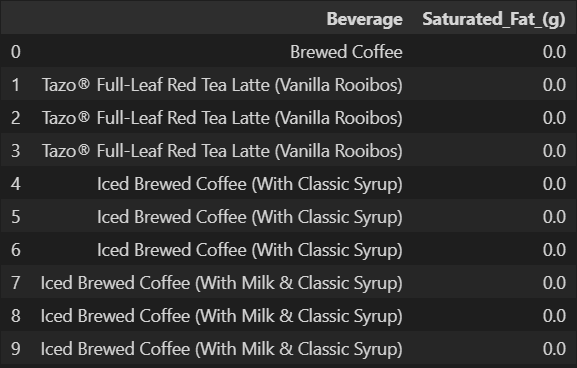 Beverage Saturated_Fat_(g)
0 Brewed Coffee 0.0
1 Tazo® Full-Leaf Red Tea Latte (Vanilla Rooibos) 0.0
2 Tazo® Full-Leaf Red Tea Latte (Vanilla Rooibos) 0.0
3 Tazo® Full-Leaf Red Tea Latte (Vanilla Rooibos) 0.0
4 Iced Brewed Coffee (With Classic Syrup) 0.0
5 Iced Brewed Coffee (With Classic Syrup) 0.0
6 Iced Brewed Coffee (With Classic Syrup) 0.0
7 Iced Brewed Coffee (With Milk & Classic Syrup) 0.0
8 Iced Brewed Coffee (With Milk & Classic Syrup) 0.0
9 Iced Brewed Coffee (With Milk & Classic Syrup) 0.0